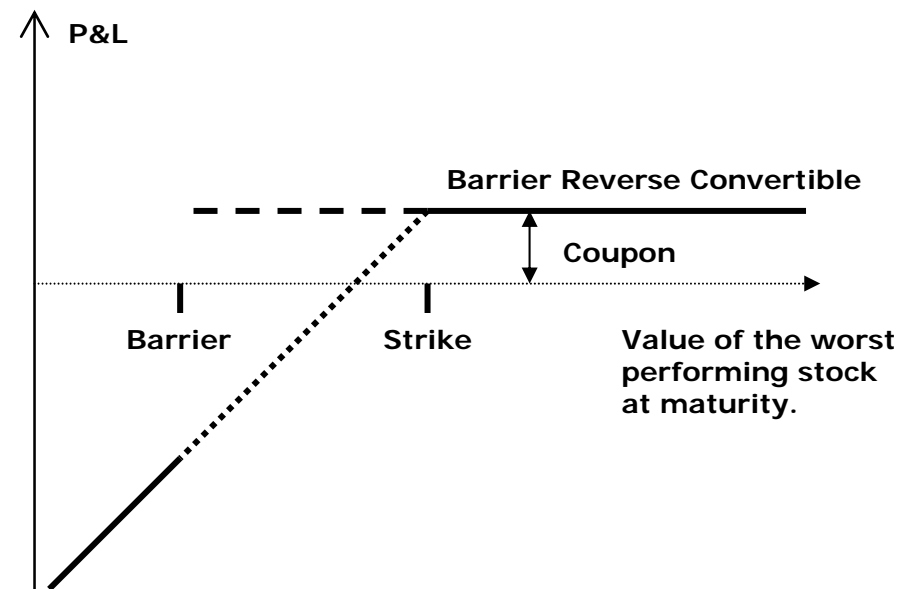 P&L
Barrier Reverse Convertible
Coupon
Barrier
Strike
Value of the worst
performing stock
at maturity.